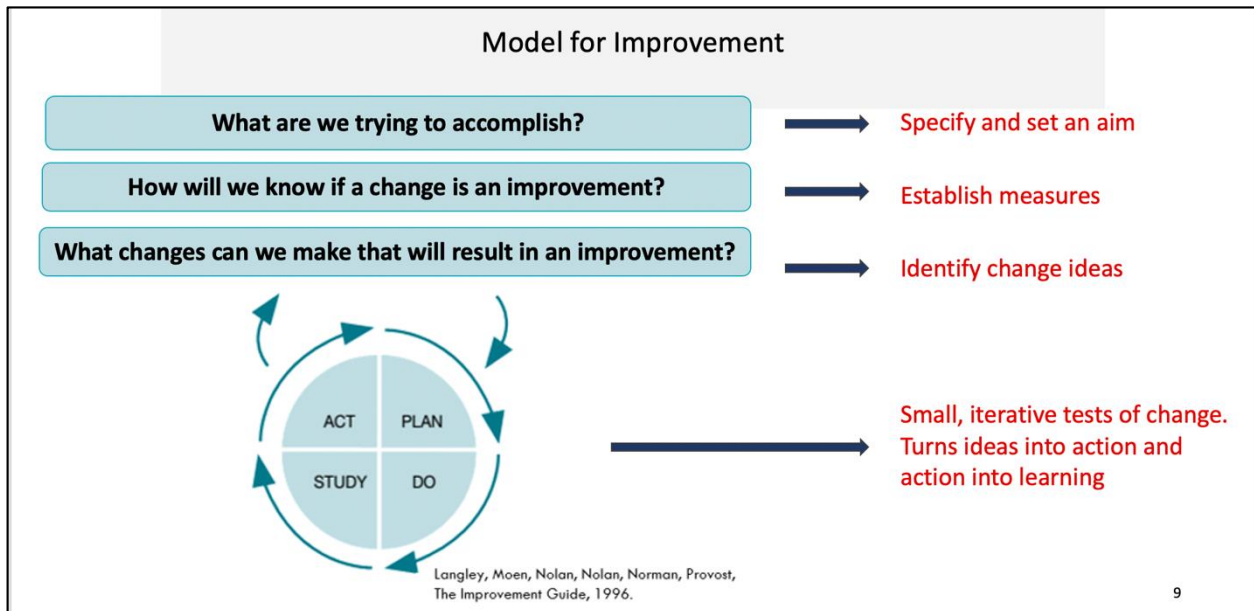 Model for Improvement
What are we trying to accomplish?
Specify and set an aim
How will we know if a change is an improvement?
Establish measures
What changes can we make that will result in an improvement?
Identify change ideas
ACT
PLAN
STUDY
DO
Small, iterative tests of change.
Turns ideas into action and
action into learning
Langley, Moen, Nolan, Nolan, Norman, Provost,
The Improvement Guide, 1996.
9